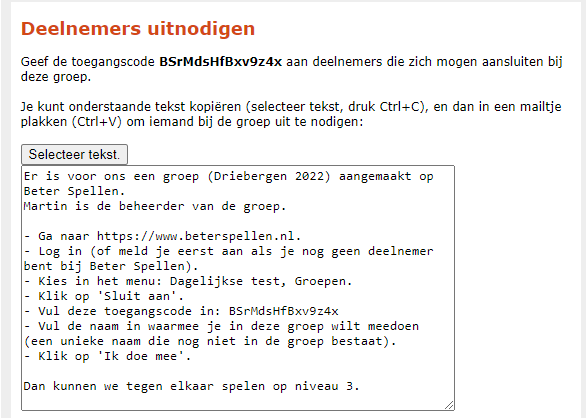 Deelnemers uitnodigen
Geef de toegangscode BSrMdsHfBxv9z4x aan deelnemers die zich mogen aansluiten bij
deze groep.
Je kunt onderstaande tekst kopiëren (selecteer tekst, druk Ctrl+C), en dan in een mailtje
plakken (Ctrl+V) om iemand bij de groep uit te nodigen:
Selecteer tekst.
Er is voor ons een groep (Driebergen 2022) aangemaakt op
Beter Spellen.
Martin is de beheerder van de groep.
- Ga naar https://www.beterspellen.nl.
- Log in (of meld je eerst aan als je nog geen deelnemer
bent bij Beter Spellen).
- Kies in het menu: Dagelijkse test, Groepen.
- Klik op 'Sluit aan'.
- Vul deze toegangscode in: BSrMdsHfBxv9z4x
- Vul de naam in waarmee je in deze groep wilt meedoen
(een unieke naam die nog niet in de groep bestaat).
- Klik op 'Ik doe mee'.
Dan kunnen we tegen elkaar spelen op niveau 3.